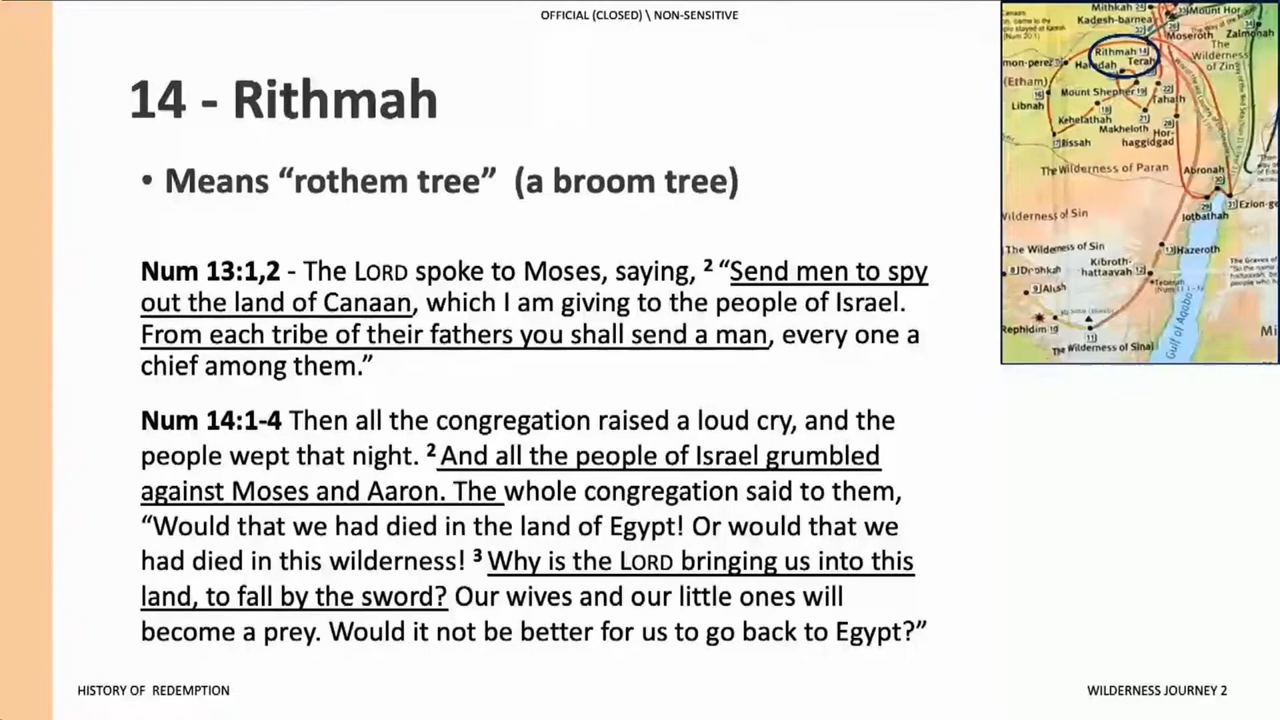 OFFICIAL (CLOSED) \ NON-SENSITIVE
14 - Rithmah
• Means “rothem tree” (a broom tree)
Num 13:1,2 - The LORD spoke to Moses, saying, ² “Send men to spy
out the land of Canaan, which I am giving to the people of Israel.
From each tribe of their fathers you shall send a man, every one a
chief among them.”
Num 14:1-4 Then all the congregation raised a loud cry, and the
people wept that night. ² And all the people of Israel grumbled
against Moses and Aaron. The whole congregation said to them,
“Would that we had died in the land of Egypt! Or would that we
had died in this wilderness! ³ Why is the LORD bringing us into this
land, to fall by the sword? Our wives and our little ones will
become a prey. Would it not be better for us to go back to Egypt?”
Mithkah 24
Mount Hor
Kadesh-barnea
Moseroth
Zalmonah
Rithmah 14
The
Wilderness
of Zin
Terah
(Etham)
Mount Shepher 19
Libnah
Tahath
Kehelathah
Makheloth
Hor-
haggidgad
Rissah
The Wilderness of Paran
Abronah
Ezion-ge
Jotbathah
Wilderness of Sin
The Wilderness of Sin
Hazeroth
Kibroth-
hattaavah 12
Alush
Rephidim 10
11
The Wilderness of Sinai
Gulf of Aqaba
HISTORY OF REDEMPTION
WILDERNESS JOURNEY 2